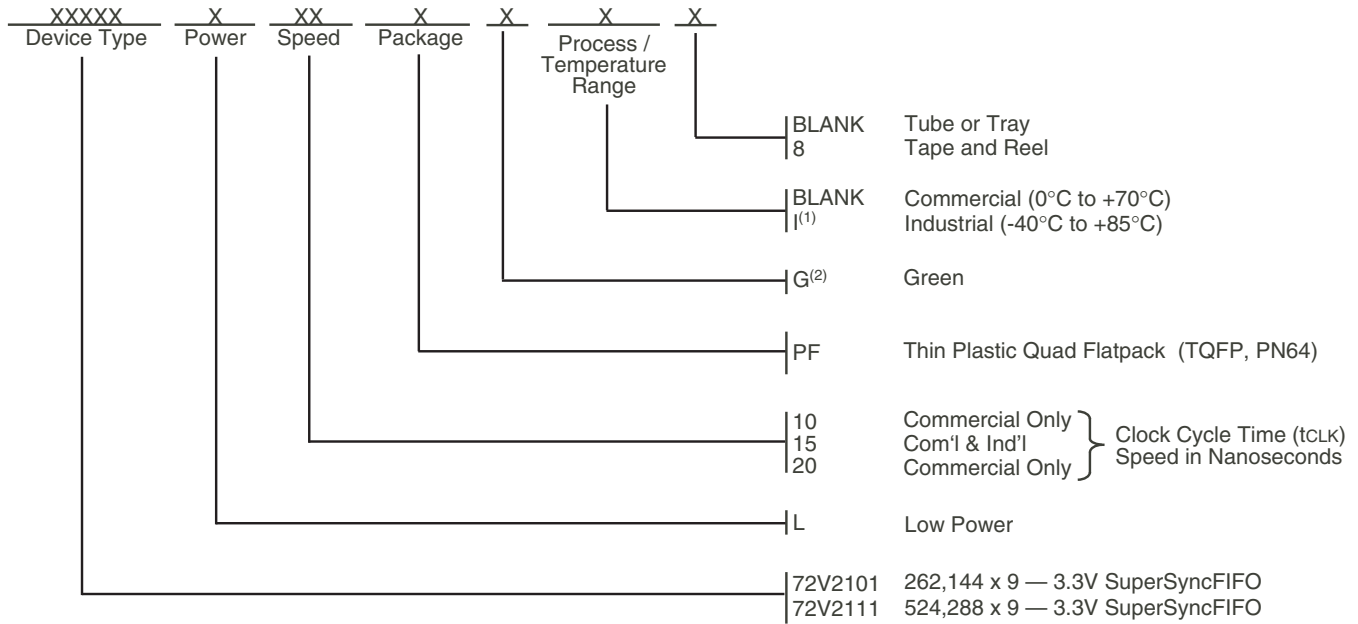 XXXXX X XX X X X X
Device Type Power Speed Package Process /
Temperature
Range
BLANK Tube or Tray
8 Tape and Reel
BLANK Commercial (0°C to +70°C)
I(1) Industrial (-40°C to +85°C)
G(2) Green
PF Thin Plastic Quad Flatpack (TQFP, PN64)
10 Commercial Only
15 Com'l & Ind'l
20 Commercial Only
Clock Cycle Time (tCLK)
Speed in Nanoseconds
L Low Power
72V2101 262,144 x 9 — 3.3V SuperSyncFIFO
72V2111 524,288 x 9 — 3.3V SuperSyncFIFO